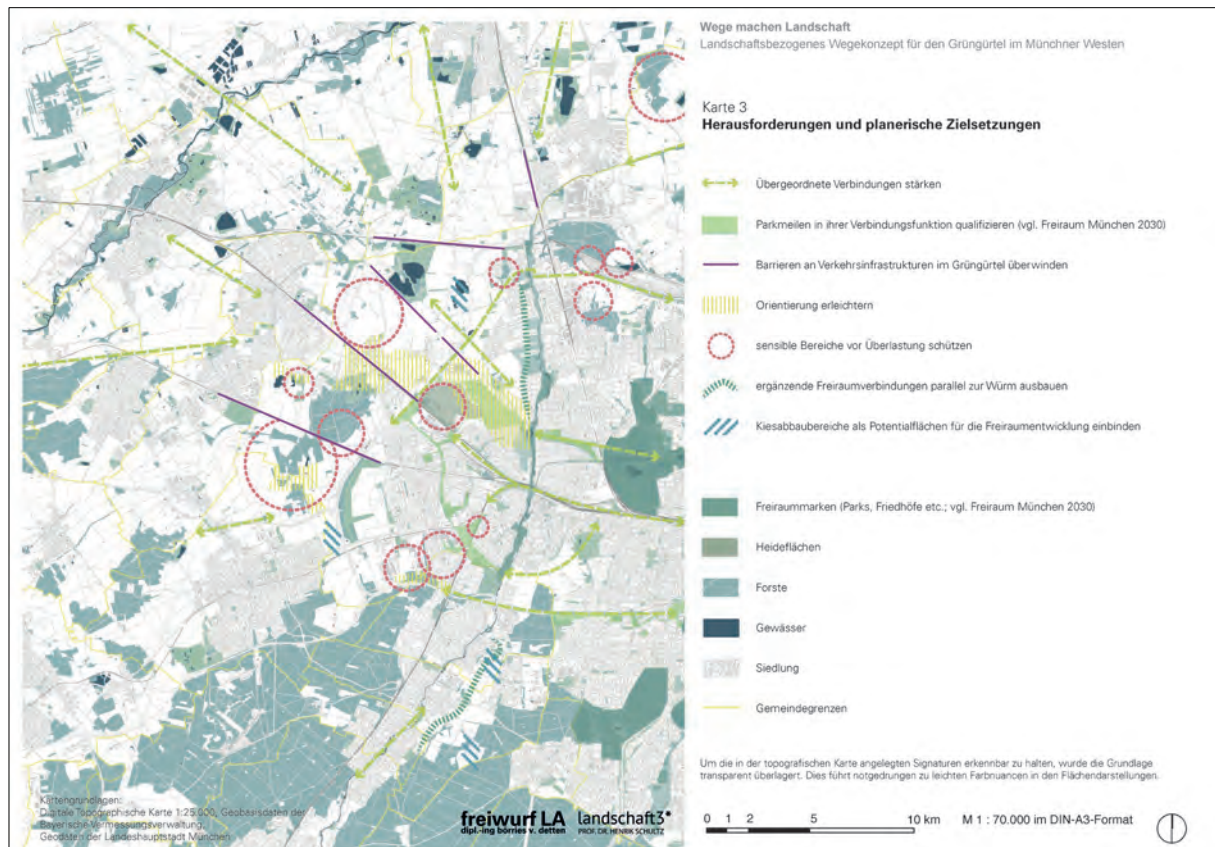 Wege machen Landschaft
Landschaftsbezogenes Wegekonzept für den Grüngürtel im Münchner Westen
Karte 3
Herausforderungen und planerische Zielsetzungen
Übergeordnete Verbindungen stärken
Parkmeilen in ihrer Verbindungsfunktion qualifizieren (vgl. Freiraum München 2030)
Barrieren an Verkehrsinfrastrukturen im Grüngürtel überwinden
Orientierung erleichtern
sensible Bereiche vor Überlastung schützen
ergänzende Freiraumverbindungen parallel zur Würm ausbauen
Kiesabbaubereiche als Potentialflächen für die Freiraumentwicklung einbinden
Freiraummarken (Parks, Friedhöfe etc.; vgl. Freiraum München 2030)
Heideflächen
Forste
Gewässer
Siedlung
Gemeindegrenzen
Um die in der topografischen Karte angelegten Signaturen erkennbar zu halten, wurde die Grundlage
transparent überlagert. Dies führt notgedrungen zu leichten Farbnuancen in den Flächendarstellungen.
Kartengrundlagen:
Digitale Topographische Karte 1:25.000, Geobasisdaten der
Bayerische Vermessungsverwaltung,
Geodaten der Landeshauptstadt München
freiwurf LA
dipl.-ing börries v. detten
landschaft3°
PROF. DR. HENRIK SCHULTZ
0 1 2 5 10 km
M 1 : 70.000 im DIN-A3-Format